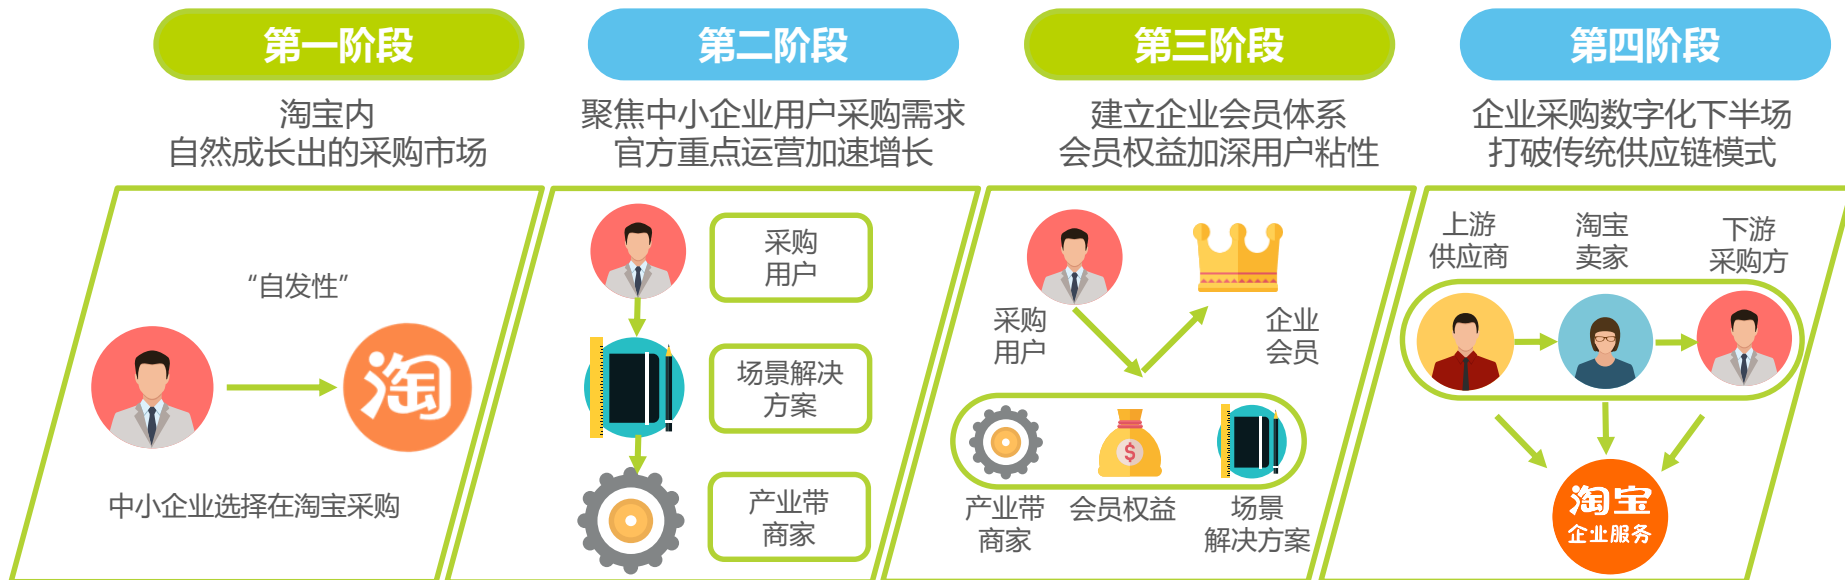 第一阶段
淘宝内
自然成长出的采购市场
“自发性”
淘
中小企业选择在淘宝采购
第二阶段
聚焦中小企业用户采购需求
官方重点运营加速增长
采购
用户
场景解决
方案
产业带
商家
第三阶段
建立企业会员体系
会员权益加深用户粘性
采购
用户
企业
会员
$
产业带
商家
会员权益
场景
解决方案
第四阶段
企业采购数字化下半场
打破传统供应链模式
上游
供应商
淘宝
卖家
下游
采购方
淘宝
企业服务